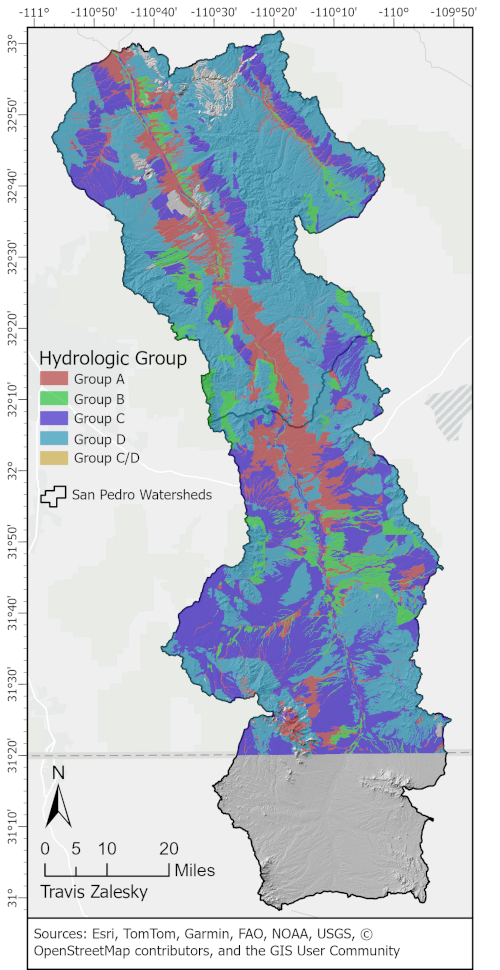 -111° -110°50' -110°40' -110°30' -110°20' -110°10' -110° -109°50'
33°
32°50'
32°40'
32°30'
32°20'
32°10'
32°
31°50'
31°40'
31°30'
31°20'
31°10'
31°
Hydrologic Group
Group A
Group B
Group C
Group D
Group C/D
San Pedro Watersheds
N
0 5 10 20
Miles
Travis Zalesky
Sources: Esri, TomTom, Garmin, FAO, NOAA, USGS, ©
OpenStreetMap contributors, and the GIS User Community